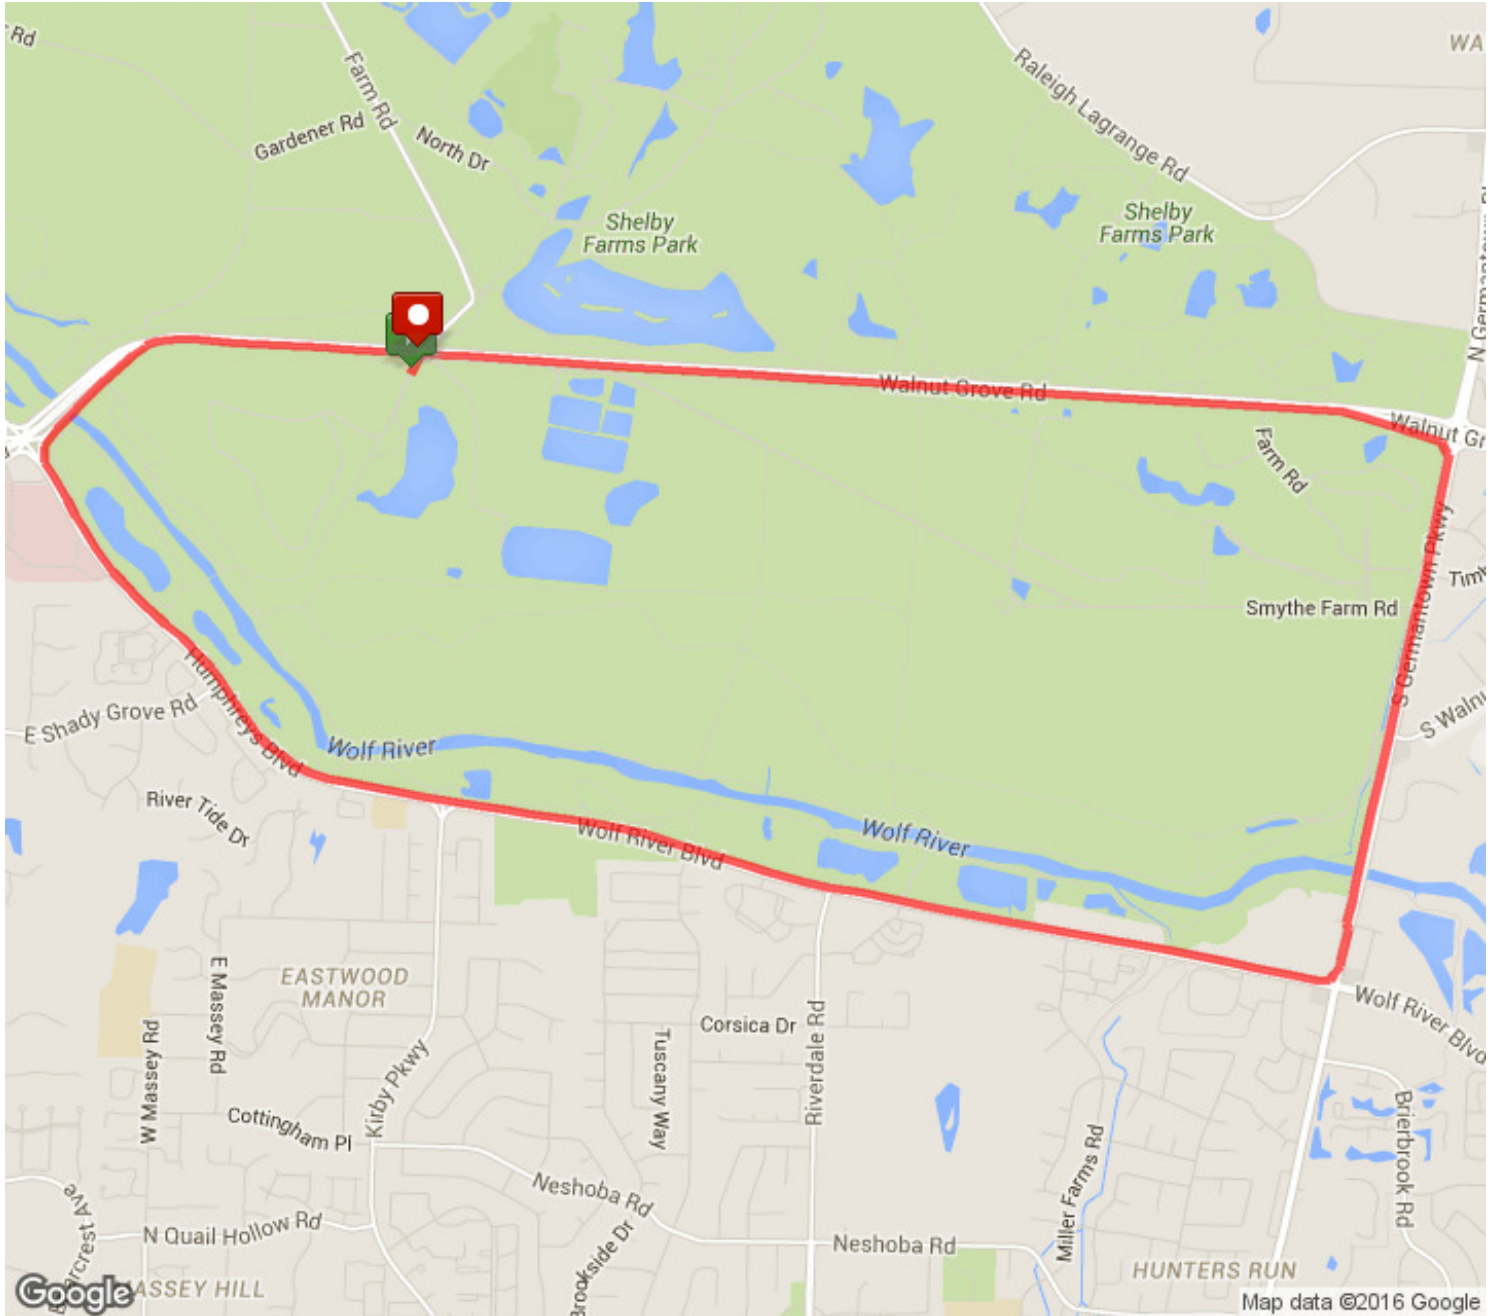 Rd
WA
Farm Rd
Raleigh Lagrange Rd
Gardener Rd
North Dr
Shelby
Farms Park
Shelby
Farms Park
Walnut Grove Rd
Walnut Gr
Farm Rd
S Germantown Pkwy
Smythe Farm Rd
Humphreys Blvd
E Shady Grove Rd
S Walnu
Wolf River
River Tide Dr
Wolf River Blvd
Wolf River
EASTWOOD
MANOR
E Massey Rd
W Massey Rd
Corsica Dr
Riverdale Rd
Tuscany Way
Wolf River Blvd
Kirby Pkwy
Cottingham Pl
Brierbrook Rd
Miller Farms Rd
Neshoba Rd
N Quail Hollow Rd
Brookside Dr
Neshoba Rd
HUNTERS RUN
Google
Map data ©2016 Google